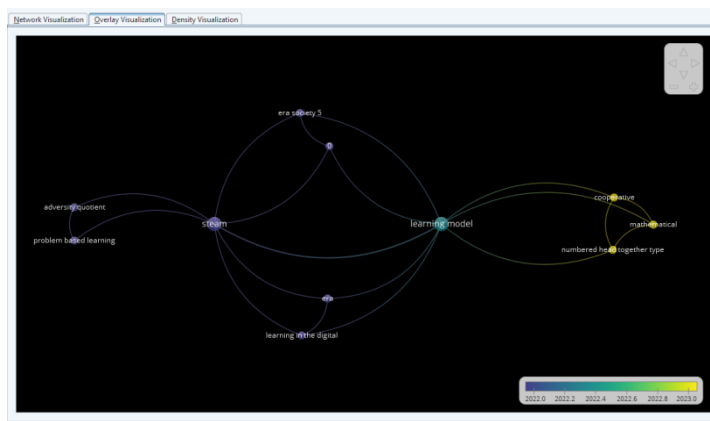 Network Visualization Overlay Visualization Density Visualization
era society 5
0
cooperative
adversity quotient
steam
learning model
mathematical
problem based learning
numbered head together type
era
learning in the digital
2022.0 2022.2 2022.4 2022.6 2022.8 2023.0